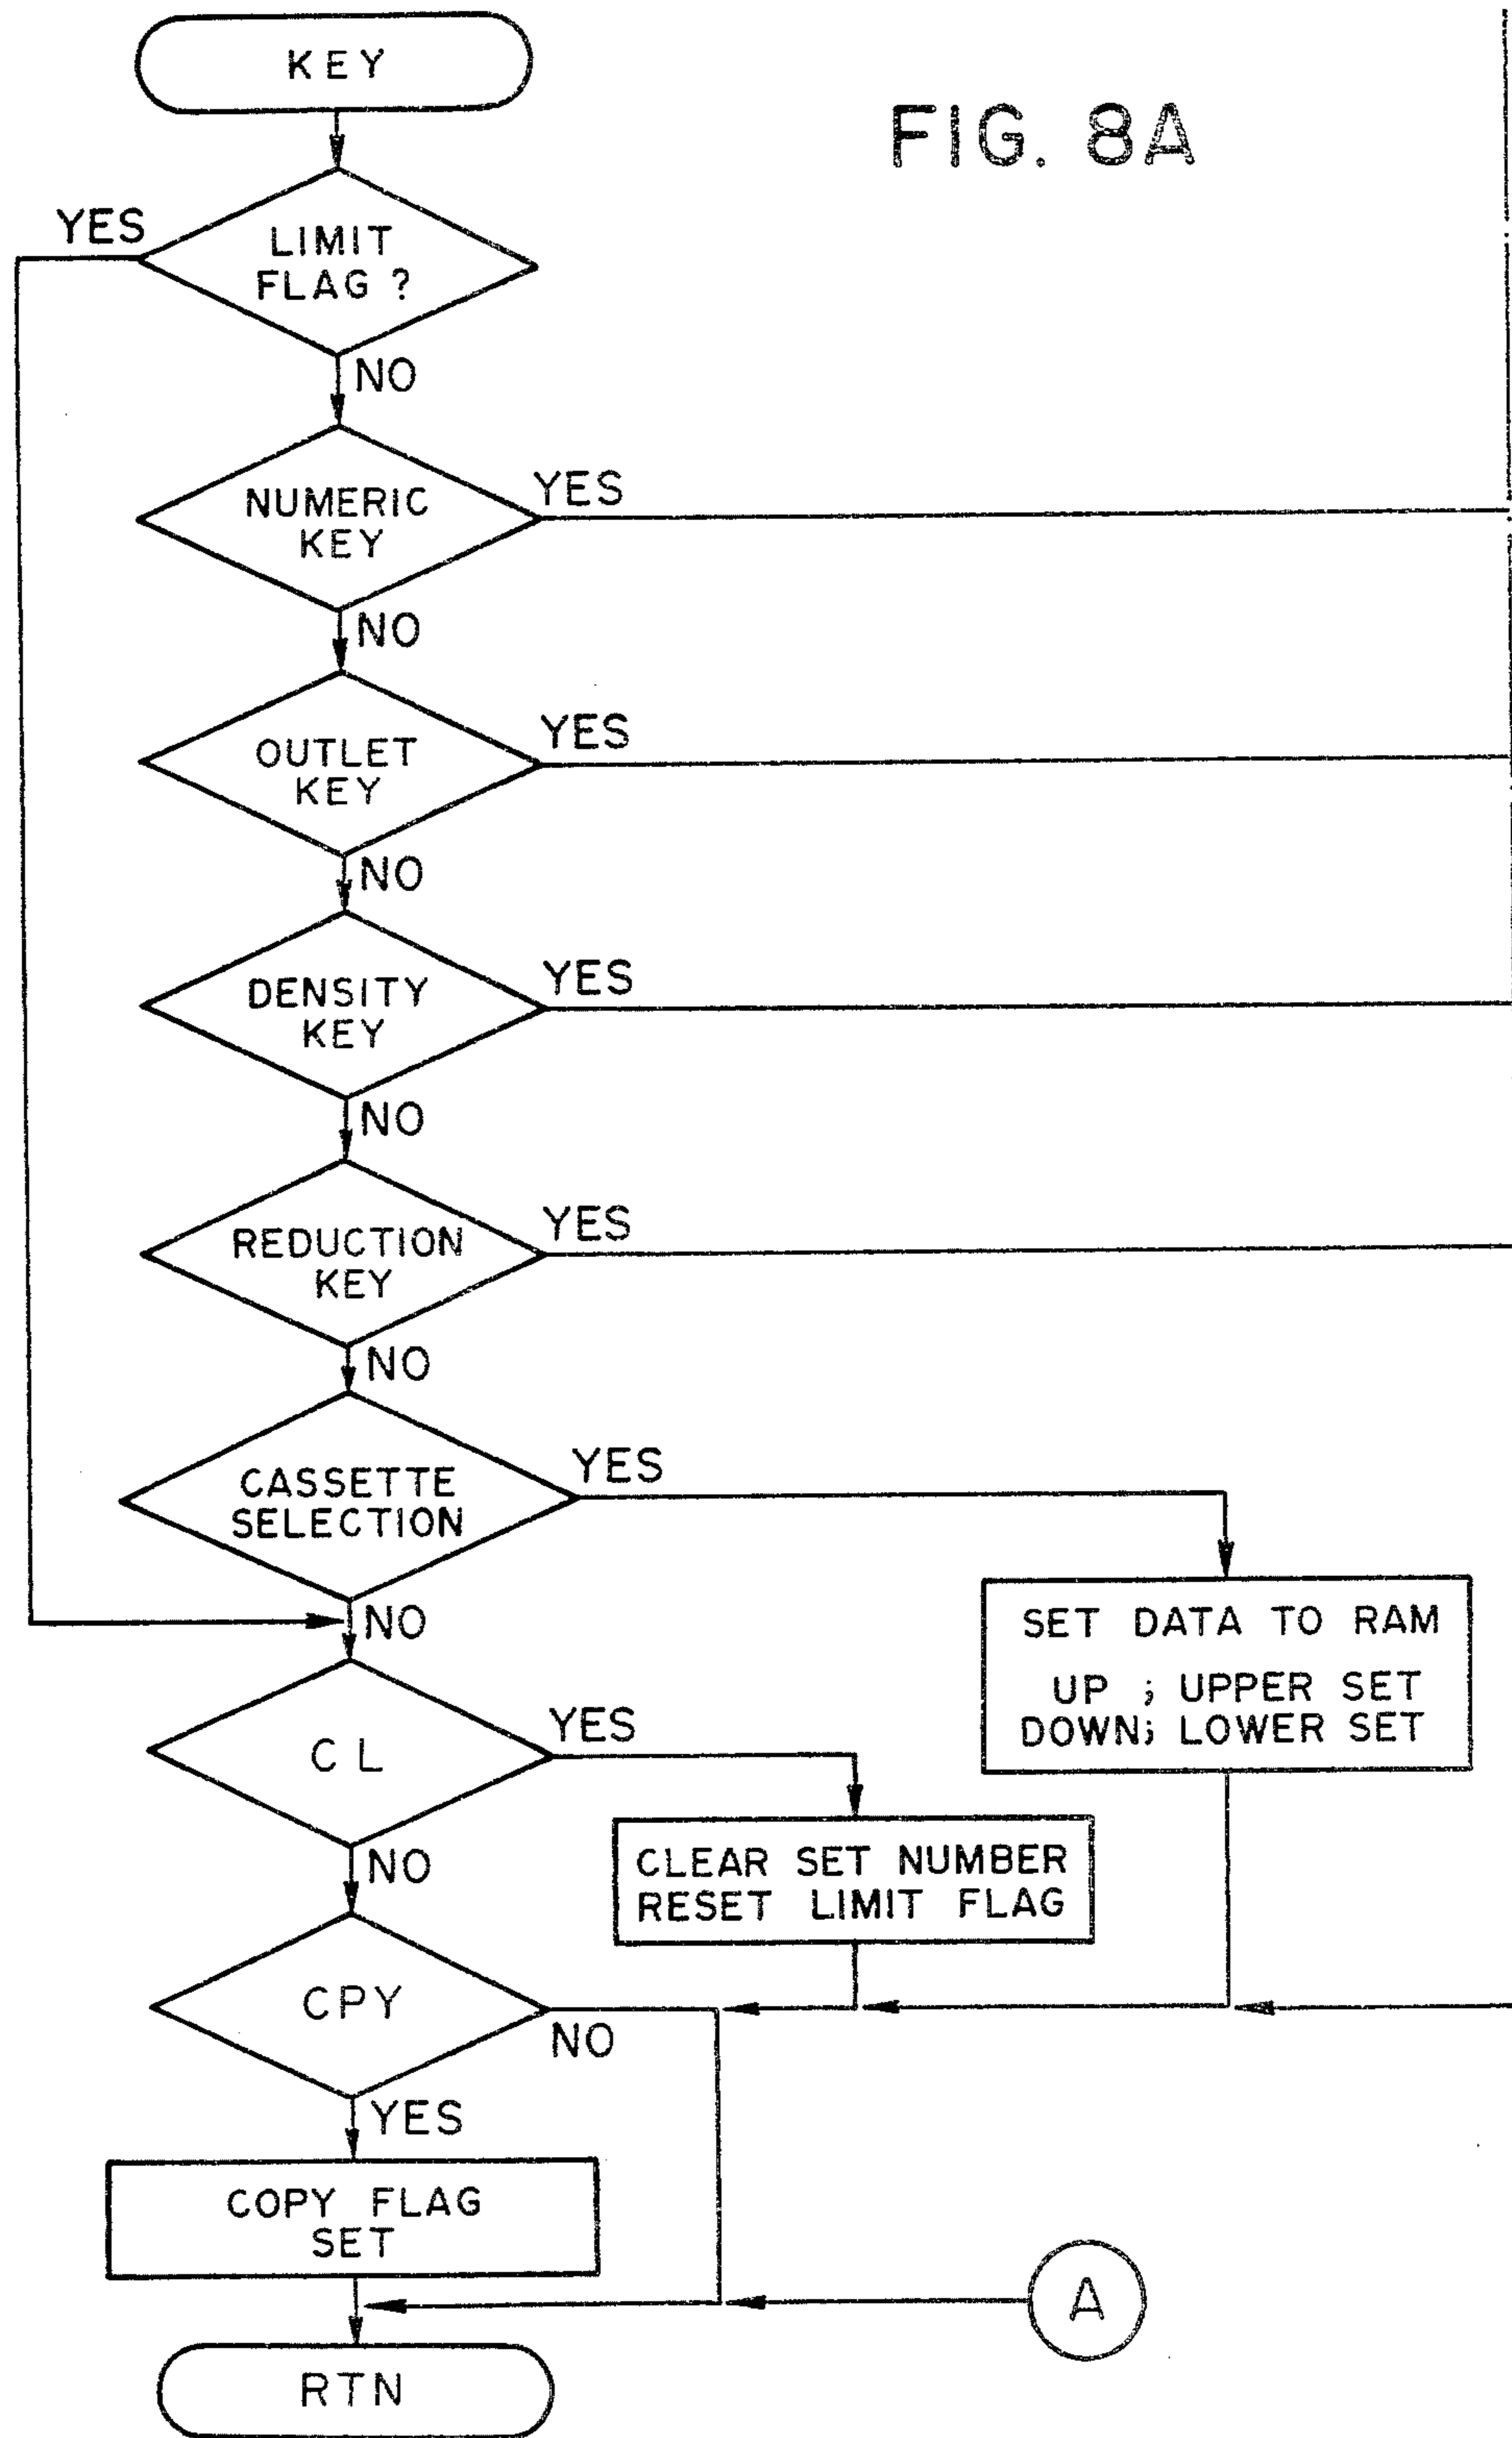 KEY
FIG. 8A
YES
LIMIT
FLAG ?
NO
NUMERIC
KEY
YES
NO
OUTLET
KEY
YES
NO
DENSITY
KEY
YES
NO
REDUCTION
KEY
YES
NO
CASSETTE
SELECTION
YES
NO
SET DATA TO RAM
UP ; UPPER SET
DOWN; LOWER SET
CL
YES
NO
CLEAR SET NUMBER
RESET LIMIT FLAG
CPY
NO
YES
COPY FLAG
SET
A
RTN